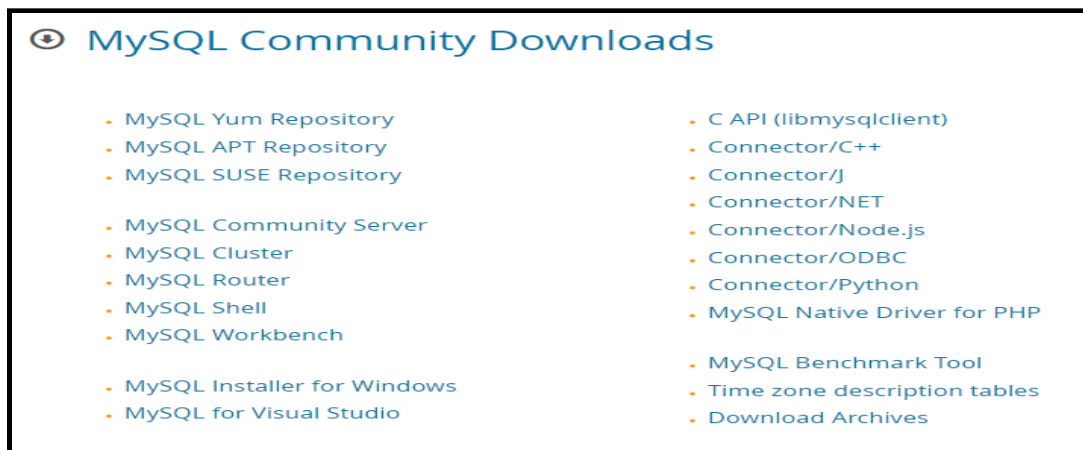 MySQL Community Downloads
MySQL Yum Repository
MySQL APT Repository
MySQL SUSE Repository
MySQL Community Server
MySQL Cluster
MySQL Router
MySQL Shell
MySQL Workbench
MySQL Installer for Windows
MySQL for Visual Studio
C API (libmysqlclient)
Connector/C++
Connector/J
Connector/NET
Connector/Node.js
Connector/ODBC
Connector/Python
MySQL Native Driver for PHP
MySQL Benchmark Tool
Time zone description tables
Download Archives